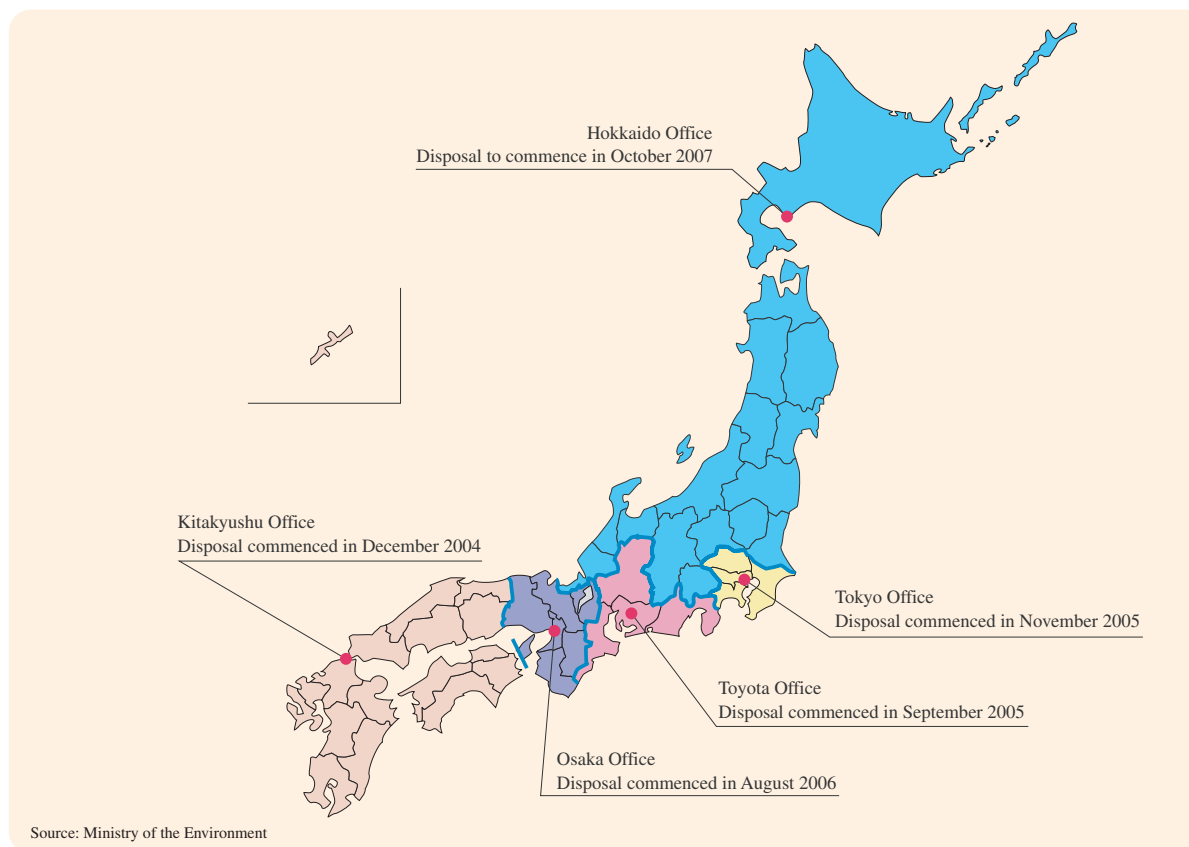 Hokkaido Office
Disposal to commence in October 2007
Kitakyushu Office
Disposal commenced in December 2004
Tokyo Office
Disposal commenced in November 2005
Toyota Office
Disposal commenced in September 2005
Osaka Office
Disposal commenced in August 2006
Source: Ministry of the Environment